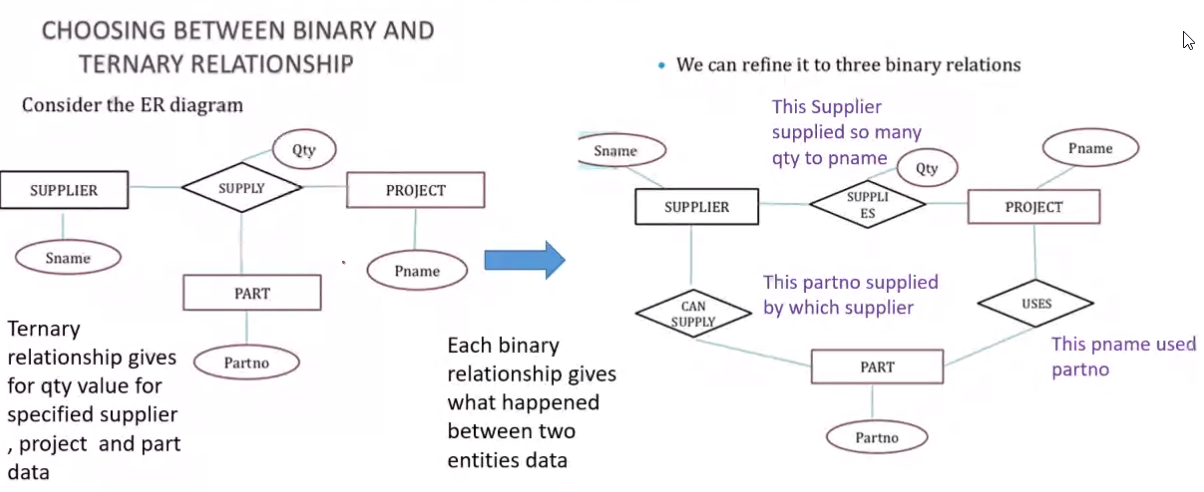 CHOOSING BETWEEN BINARY AND
TERNARY RELATIONSHIP
Consider the ER diagram
Qty
SUPPLIER
SUPPLY
PROJECT
Sname
Pname
PART
Partno
Ternary
relationship gives
for qty value for
specified supplier
, project and part
data
Each binary
relationship gives
what happened
between two
entities data
• We can refine it to three binary relations
This Supplier
supplied so many
qty to pname
Sname
Qty
Pname
SUPPLIER
SUPPLI
ES
PROJECT
This partno supplied
by which supplier
CAN
SUPPLY
USES
This pname used
partno
PART
Partno